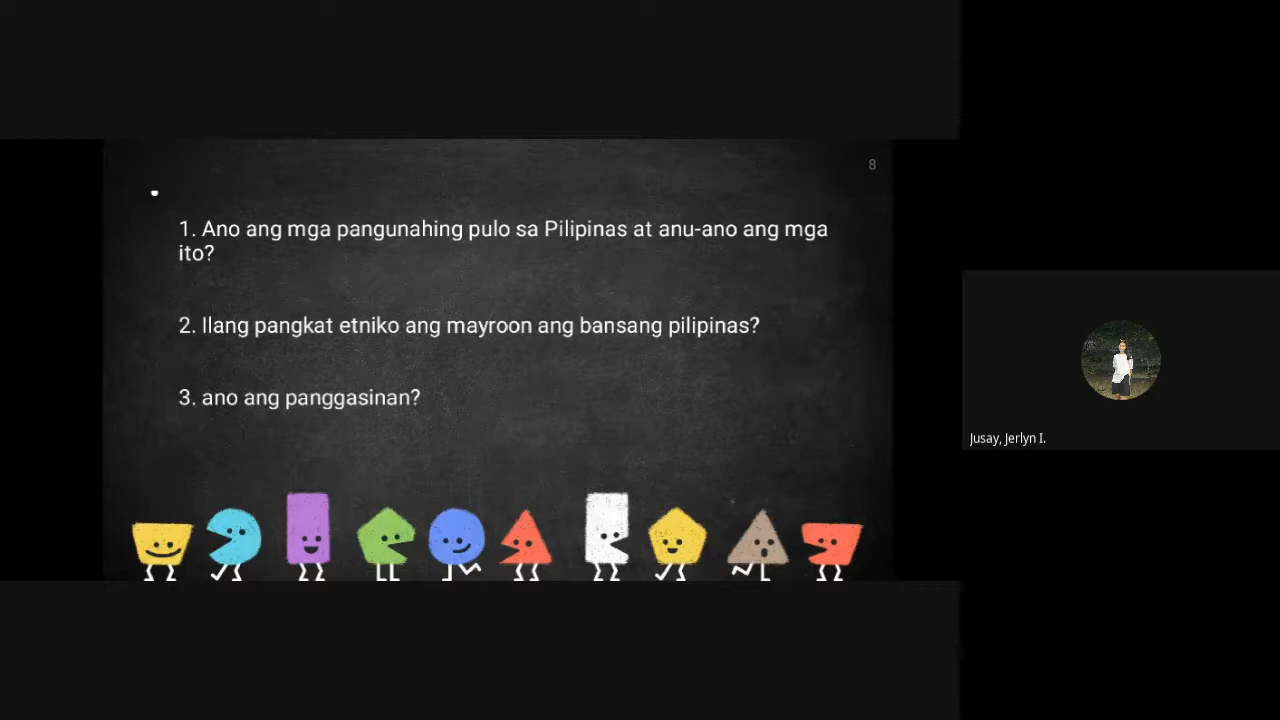 8
1. Ano ang mga pangunahing pulo sa Pilipinas at anu-ano ang mga
ito?
2. Ilang pangkat etniko ang mayroon ang bansang pilipinas?
3. ano ang panggasinan?
Jusay, Jerlyn I.